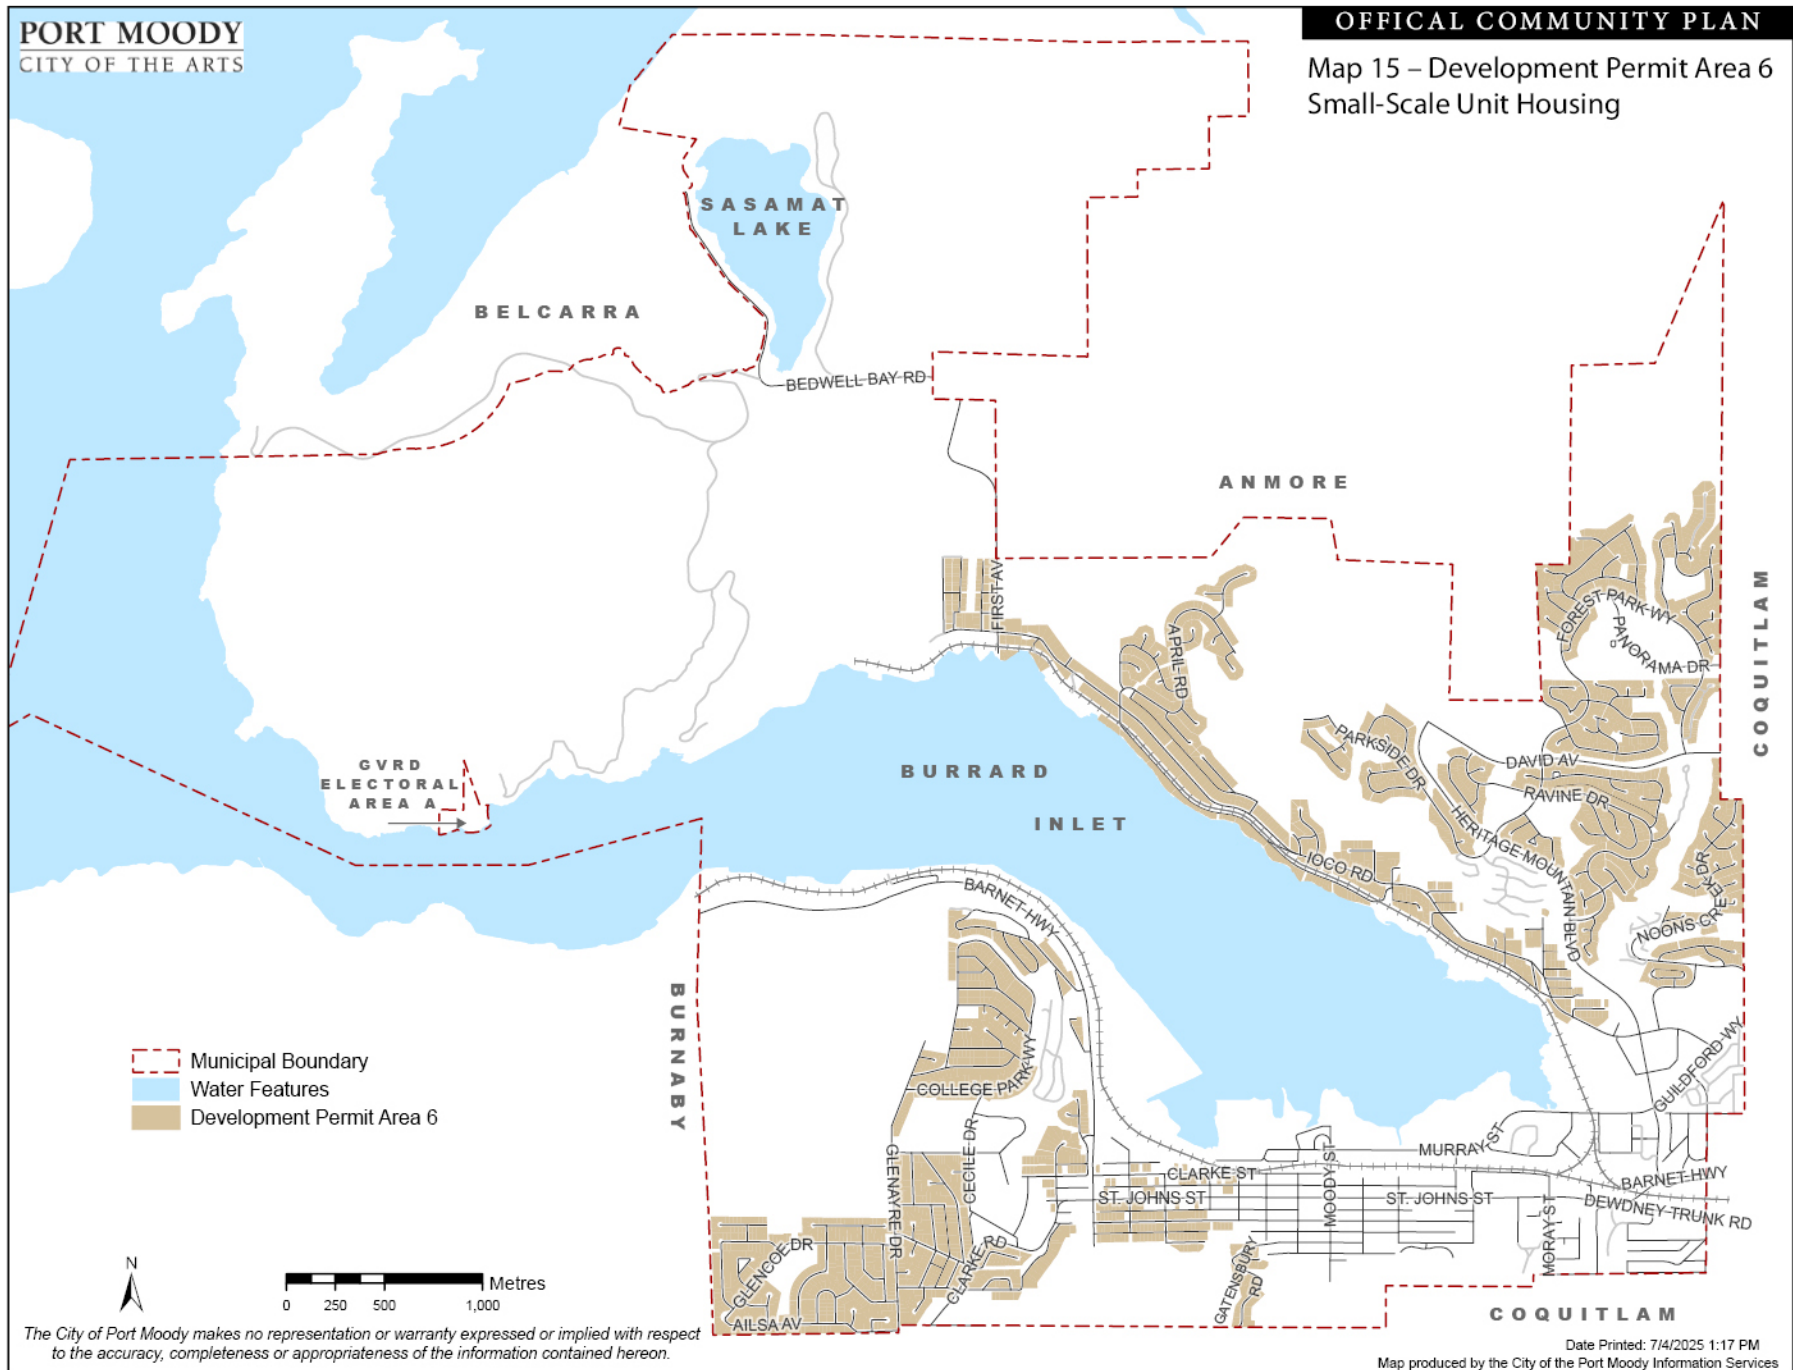 PORT MOODY
CITY OF THE ARTS
OFFICAL COMMUNITY PLAN
Map 15 – Development Permit Area 6
Small-Scale Unit Housing
SASAMAT
LAKE
BELCARRA
BEDWELL BAY RD
ANMORE
FIRST AV
APRIL RD
FOREST PARK WY
PANORAMA DR
COQUITLAM
PARKSIDE DR
DAVID AV
RAVINE DR
HERITAGE MOUNTAIN BLVD
NOONS CREEK DR
GVRD
ELECTORAL
AREA A
BURRARD
INLET
IOCO RD
BARNET HWY
BURNABY
COLLEGE PARK WY
GUILDFORD WY
CECILE DR
GLENAYRE DR
MURRAY ST
CLARKE ST
MOODY ST
ST. JOHNS ST
ST. JOHNS ST
BARNET HWY
DEWDNEY TRUNK RD
MORAY ST
GLENCOE DR
CLARKE RD
GATENSBURY
RD
AILSA AV
COQUITLAM
Municipal Boundary
Water Features
Development Permit Area 6
N
Metres
0 250 500 1,000
The City of Port Moody makes no representation or warranty expressed or implied with respect
to the accuracy, completeness or appropriateness of the information contained hereon.
Date Printed: 7/4/2025 1:17 PM
Map produced by the City of the Port Moody Information Services